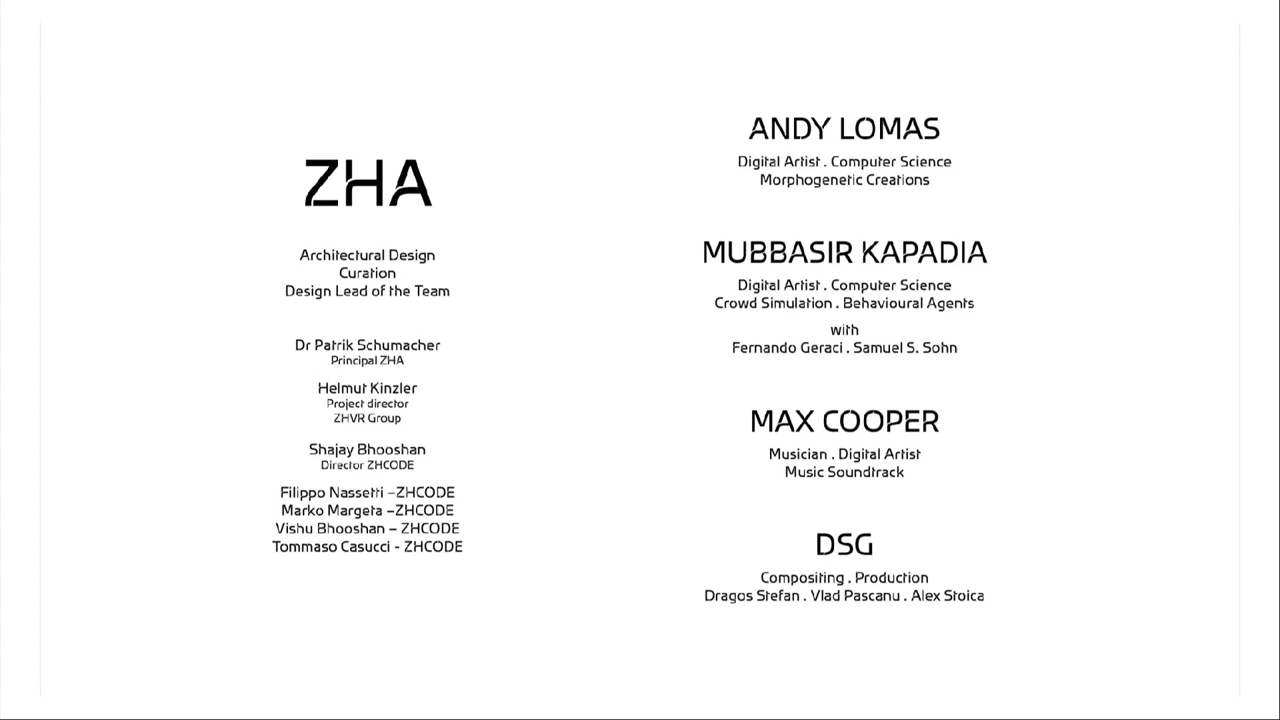 ZHA
Architectural Design
Curation
Design Lead of the Team
Dr Patrik Schumacher
Principal ZHA
Helmut Kinzler
Project director
ZHVR Group
Shajay Bhooshan
Director ZHCODE
Filippo Nassetti –ZHCODE
Marko Margeta –ZHCODE
Vishu Bhooshan – ZHCODE
Tommaso Casucci - ZHCODE
ANDY LOMAS
Digital Artist . Computer Science
Morphogenetic Creations
MUBBASIR KAPADIA
Digital Artist . Computer Science
Crowd Simulation . Behavioural Agents
with
Fernando Geraci . Samuel S. Sohn
MAX COOPER
Musician . Digital Artist
Music Soundtrack
DSG
Compositing . Production
Dragos Stefan . Vlad Pascanu . Alex Stoica